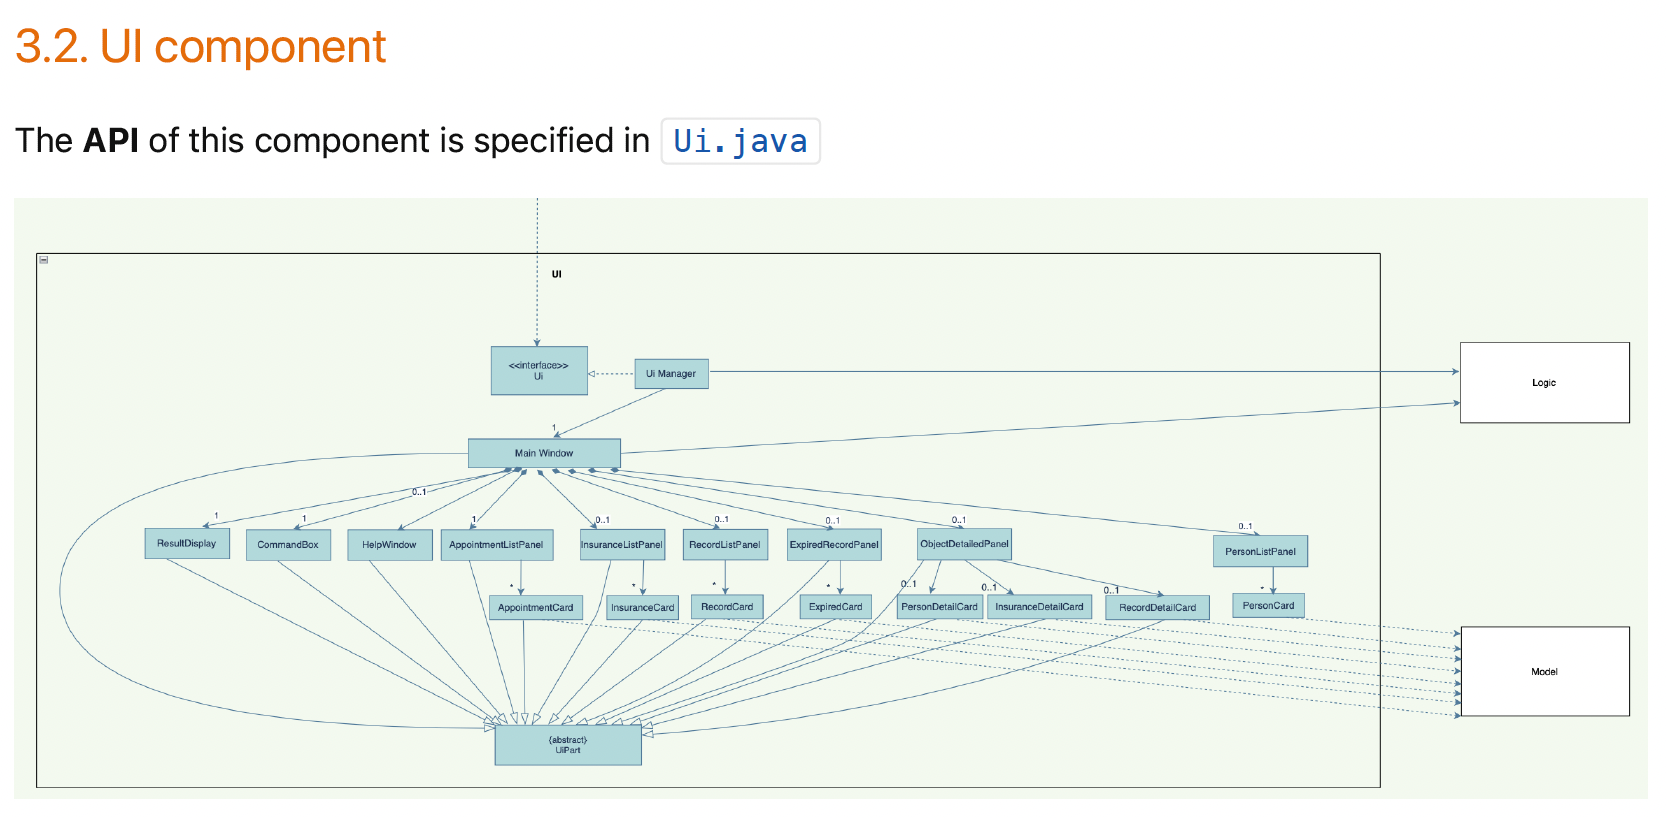 3.2. UI component
The API of this component is specified in Ui.java
UI
<<interface>>
Ui
Ui Manager
Logic
1
Main Window
0..1
1
1
1
0..1
0..1
0..1
0..1
0..1
ResultDisplay
CommandBox
HelpWindow
AppointmentListPanel
InsuranceListPanel
RecordListPanel
ExpiredRecordPanel
ObjectDetailedPanel
PersonListPanel
*
*
*
*
0..1
0..1
0..1
*
AppointmentCard
InsuranceCard
RecordCard
ExpiredCard
PersonDetailCard
InsuranceDetailCard
RecordDetailCard
PersonCard
Model
{abstract}
UiPart